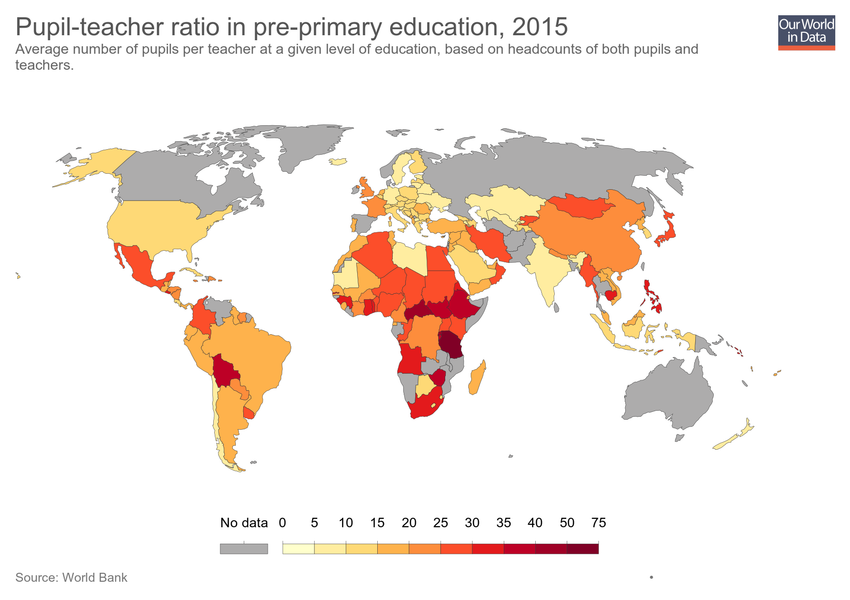 Pupil-teacher ratio in pre-primary education, 2015
Our World
in Data
Average number of pupils per teacher at a given level of education, based on headcounts of both pupils and
teachers.
No data 0 5 10 15 20 25 30 35 40 50 75
Source: World Bank